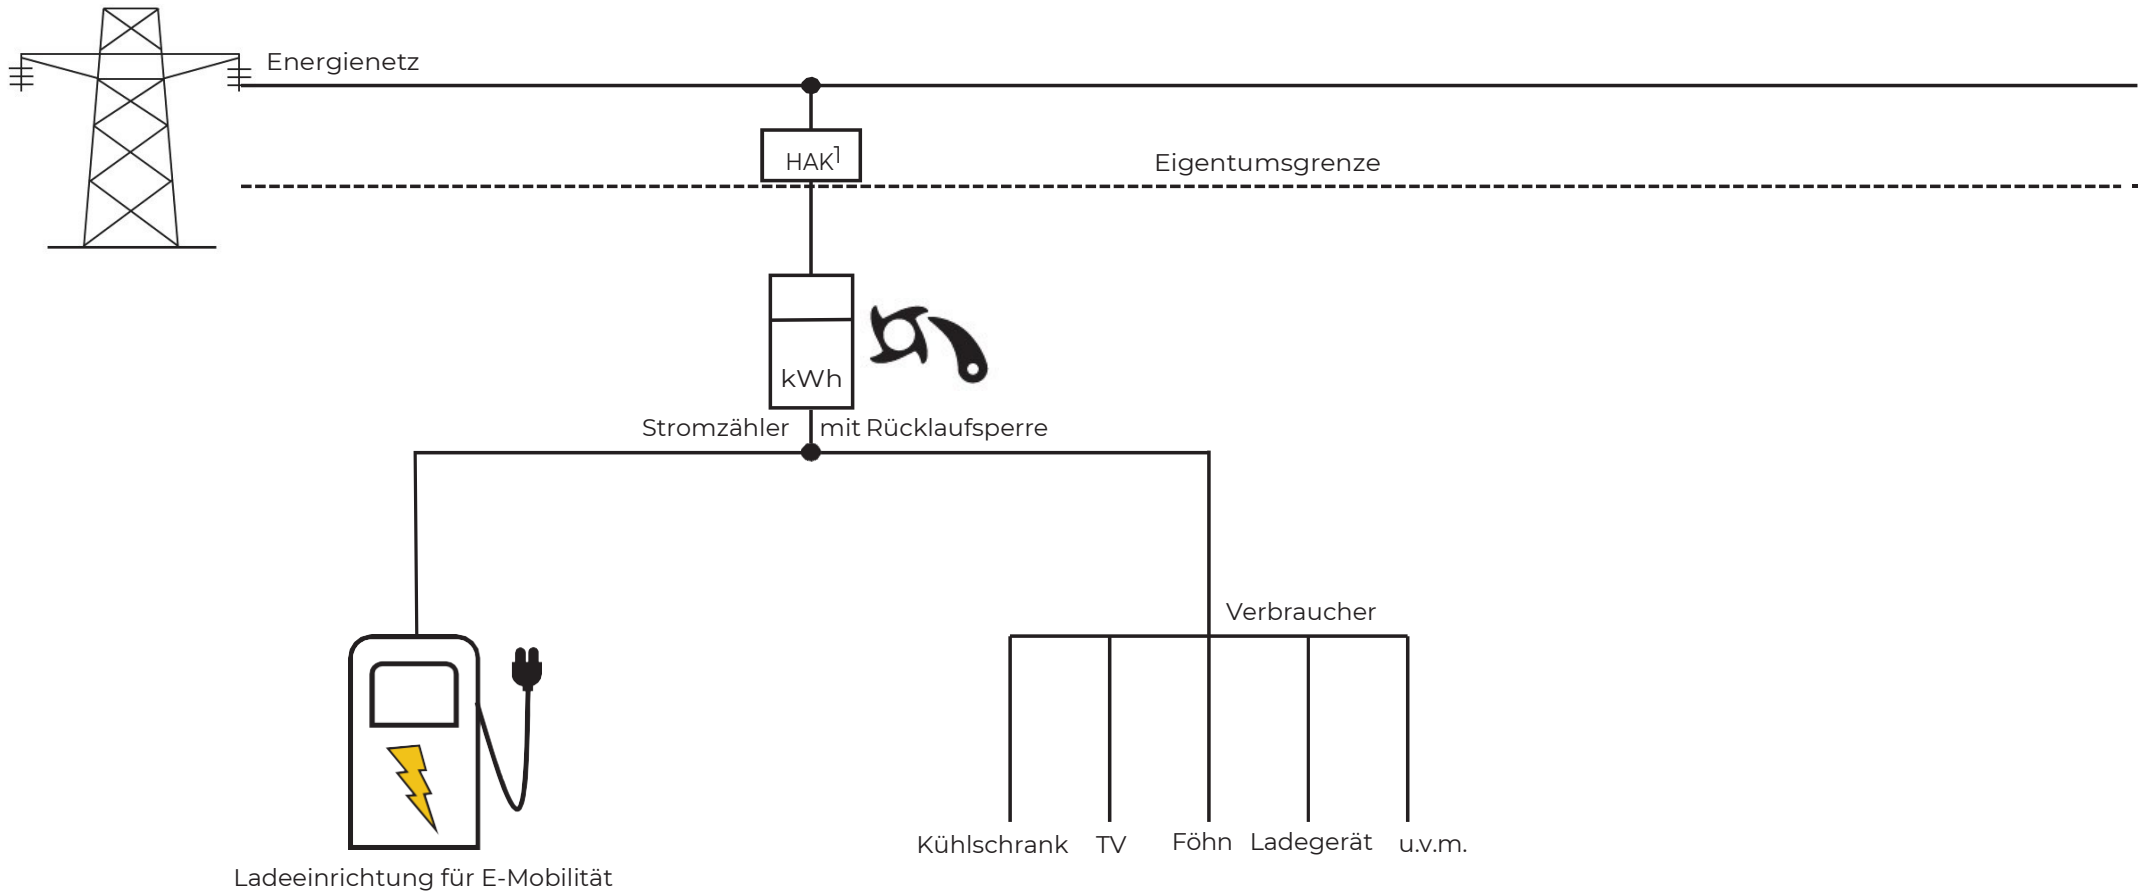 Energienetz
HAK1
Eigentumsgrenze
kWh
Stromzähler mit Rücklaufsperre
Verbraucher
Kühlschrank TV Föhn Ladegerät u.v.m.
Ladeeinrichtung für E-Mobilität